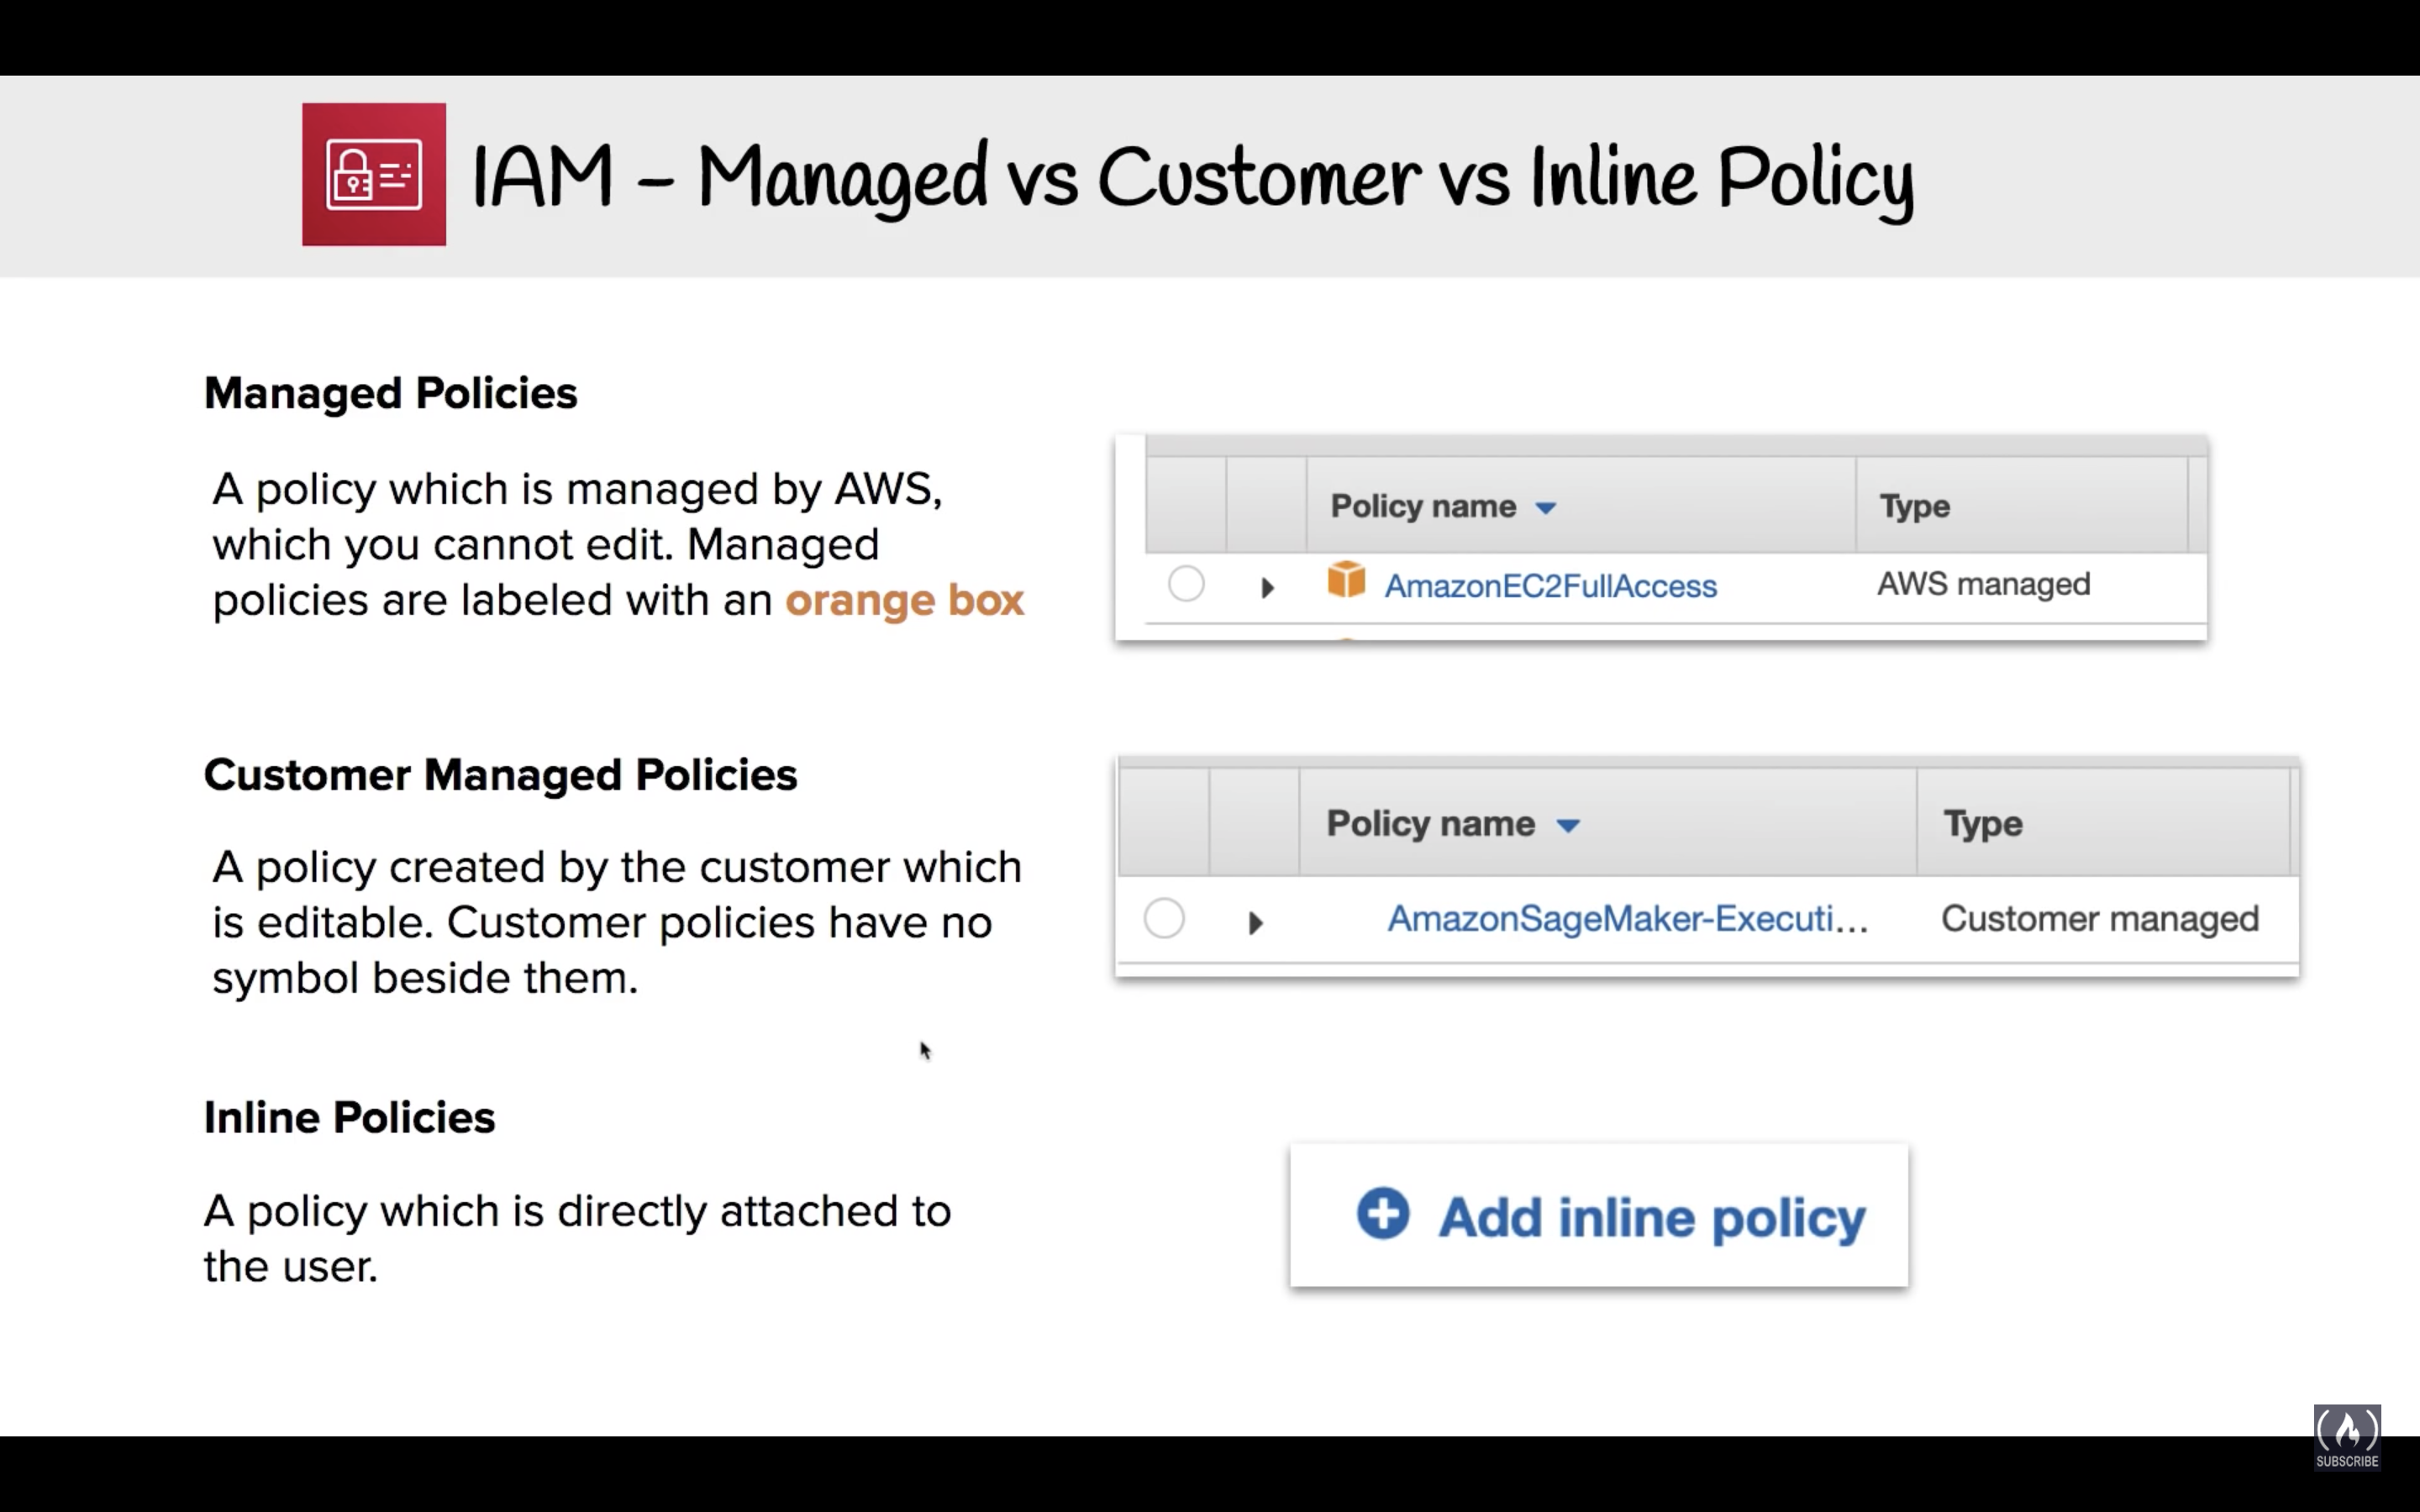 IAM – Managed vs Customer vs Inline Policy
Managed Policies
A policy which is managed by AWS,
which you cannot edit. Managed
policies are labeled with an orange box
Policy name Type
AmazonEC2FullAccess AWS managed
Customer Managed Policies
A policy created by the customer which
is editable. Customer policies have no
symbol beside them.
Policy name Type
AmazonSageMaker-Executi... Customer managed
Inline Policies
A policy which is directly attached to
the user.
Add inline policy
SUBSCRIBE